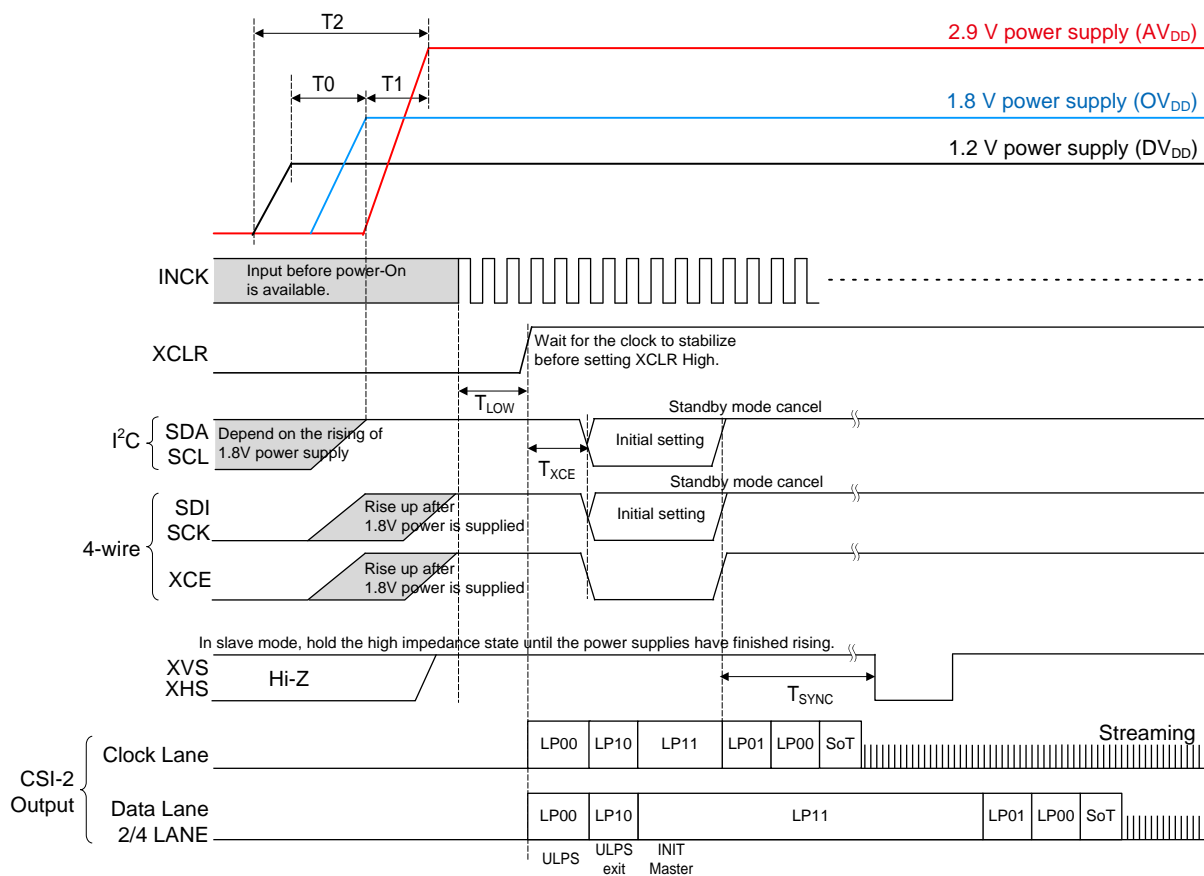 T2
2.9 V power supply (AVDD)
T0
T1
1.8 V power supply (OVDD)
1.2 V power supply (DVDD)
INCK
Input before power-On
is available.
XCLR
Wait for the clock to stabilize
before setting XCLR High.
TLOW
Standby mode cancel
I2C
SDA
SCL
Depend on the rising of
1.8V power supply
TXCE
Initial setting
Standby mode cancel
4-wire
SDI
SCK
Rise up after
1.8V power is supplied
Initial setting
XCE
Rise up after
1.8V power is supplied
In slave mode, hold the high impedance state until the power supplies have finished rising.
XVS
XHS
Hi-Z
TSYNC
CSI-2
Output
Clock Lane
LP00
LP10
LP11
LP01
LP00
SoT
Streaming
Data Lane
2/4 LANE
LP00
LP10
LP11
LP01
LP00
SoT
ULPS
ULPS
exit
INIT
Master